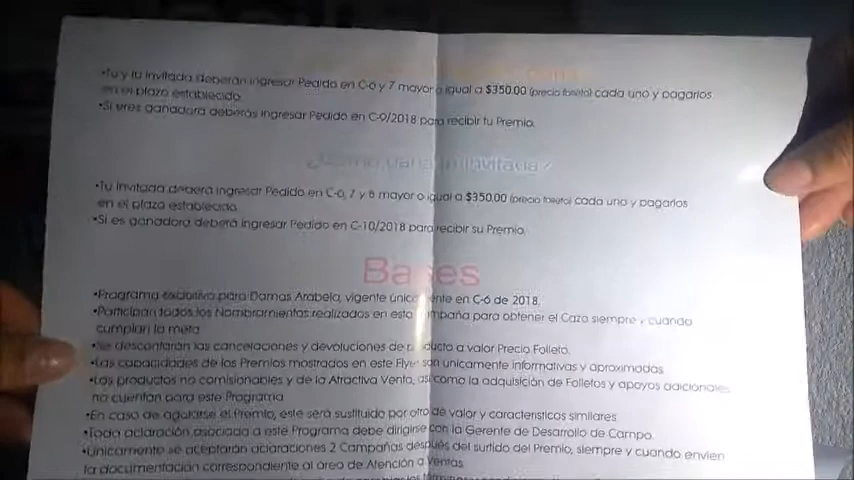 •Tu y tu Invitada deberán ingresar Pedido en C-6 y 7 mayor o igual a $350.00 (precio folleto) cada uno y pagarlos
en el plazo establecido.
•Si eres ganadora deberás ingresar Pedido en C-9/2018 para recibir tu Premio.
¿Cómo gana tu Invitada?
•Tu Invitada deberá ingresar Pedido en C-6, 7 y 8 mayor o igual a $350.00 (precio folleto) cada uno y pagarlos
en el plazo establecido.
•Si es ganadora deberá ingresar Pedido en C-10/2018 para recibir su Premio.
Bases
•Programa exclusivo para Damas Arabela, vigente únicamente en C-6 de 2018.
•Participan todos los Nombramientos realizados en esta Campaña para obtener el Cazo siempre y cuando
cumplan la meta
•Se descontarán las cancelaciones y devoluciones de producto a valor Precio Folleto.
•Las capacidades de los Premios mostrados en este Flyer son únicamente informativas y aproximadas.
•Los productos no comisionables y de la Atractiva Venta, así como la adquisición de Folletos y apoyos adicionales
no cuentan para este Programa
•En caso de agotarse el Premio, este será sustituido por otro de valor y características similares.
•Toda aclaración asociada a este Programa debe dirigirse con la Gerente de Desarrollo de Campo.
•Únicamente se aceptarán aclaraciones 2 Campañas después del surtido del Premio, siempre y cuando envíen
la documentación correspondiente al área de Atención a Ventas